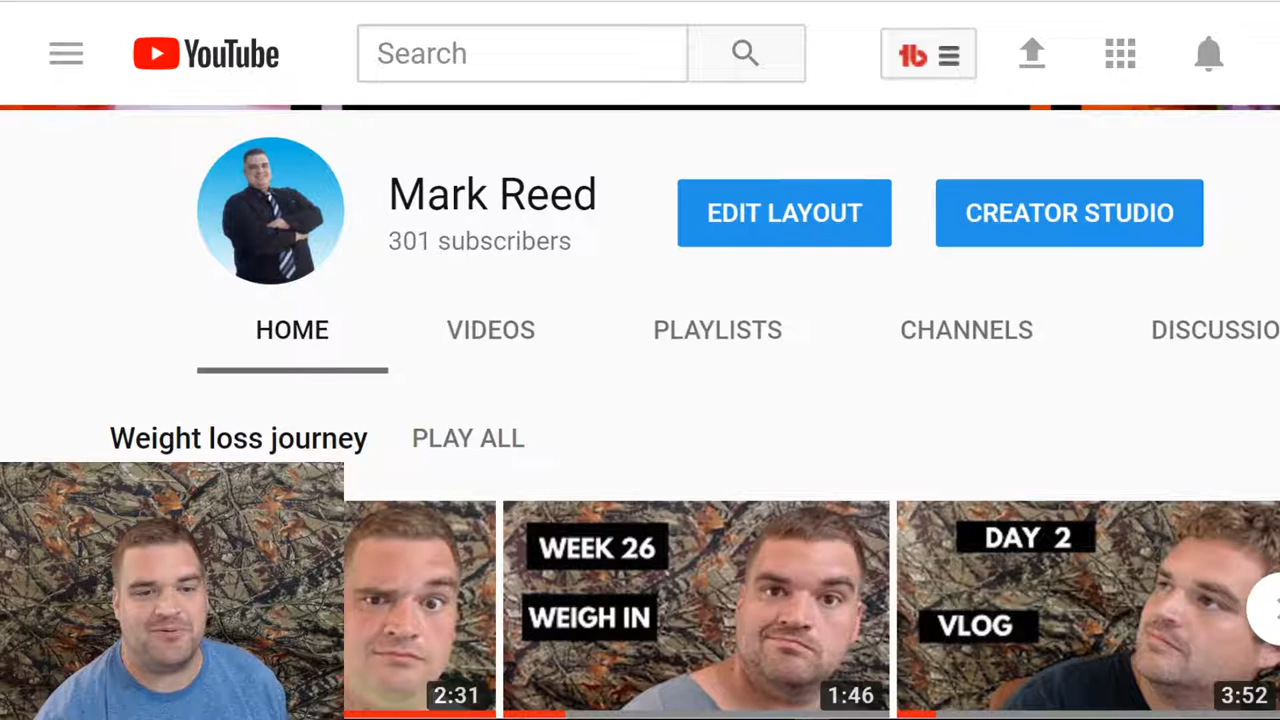 YouTube
Search
tb
Mark Reed
301 subscribers
EDIT LAYOUT
CREATOR STUDIO
HOME
VIDEOS
PLAYLISTS
CHANNELS
DISCUSSIO
Weight loss journey
PLAY ALL
2:31
WEEK 26
WEIGH IN
1:46
DAY 2
VLOG
3:52